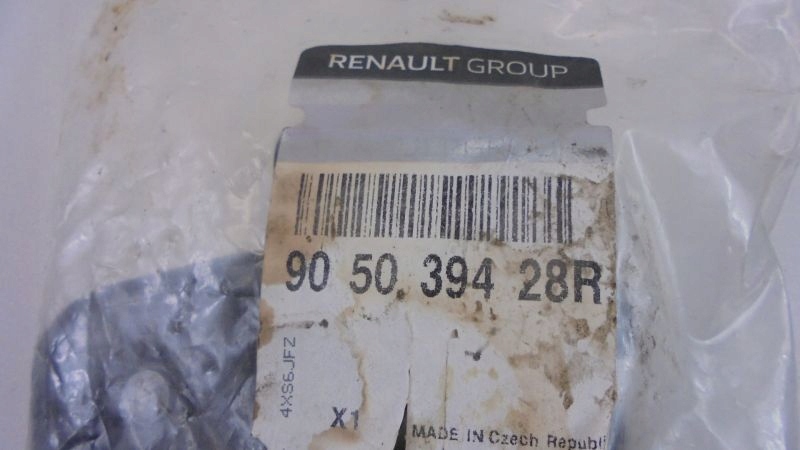 RENAULT GROUP
90 50 394 28R
4XS6JFZ
X1
MADE IN Czech Republi